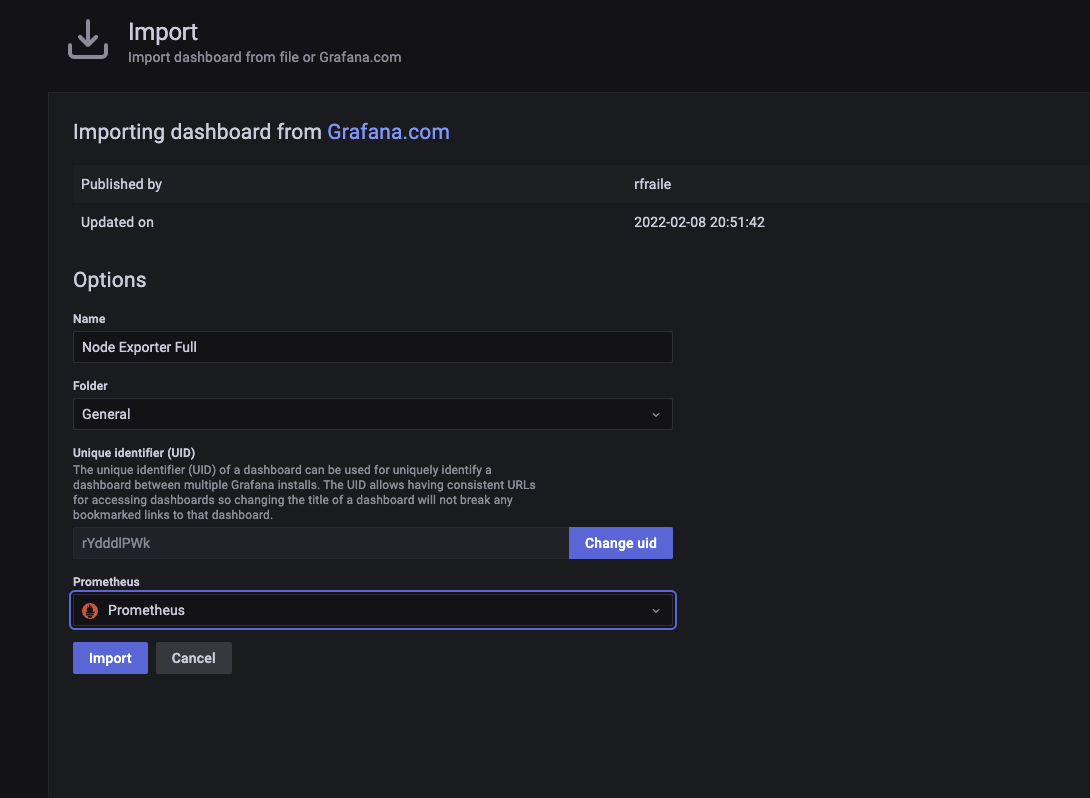 Import
Import dashboard from file or Grafana.com
Importing dashboard from Grafana.com
Published by rfraile
Updated on 2022-02-08 20:51:42
Options
Name
Node Exporter Full
Folder
General
Unique identifier (UID)
The unique identifier (UID) of a dashboard can be used for uniquely identify a
dashboard between multiple Grafana installs. The UID allows having consistent URLs
for accessing dashboards so changing the title of a dashboard will not break any
bookmarked links to that dashboard.
rYdddlPWk Change uid
Prometheus
Prometheus
Import Cancel